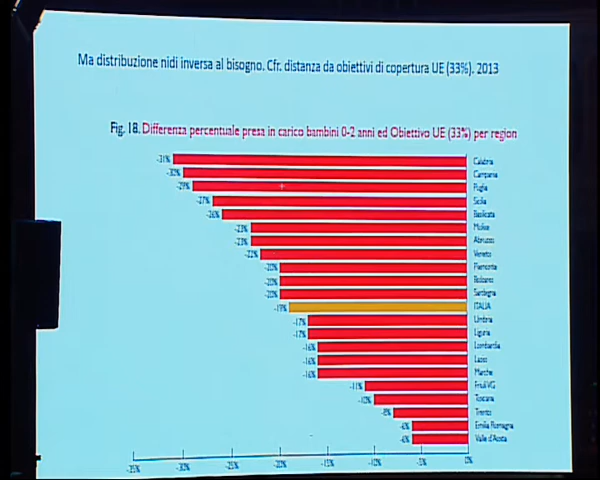 Ma distribuzione nidi inversa al bisogno. Cfr. distanza da obiettivi di copertura UE (33%). 2013
Fig. 18. Differenza percentuale presa in carico bambini 0-2 anni ed Obiettivo UE (33%) per region
-31% Calabria
-30% Campania
-29% Puglia
-27% Sicilia
-26% Basilicata
-23% Molise
-23% Abruzzo
-22% Veneto
-20% Piemonte
-20% Bolzano
-20% Sardegna
-19% ITALIA
-17% Umbria
-17% Liguria
-16% Lombardia
-16% Lazio
-16% Marche
-11% Friuli VG
-10% Toscana
-8% Trento
-6% Emilia Romagna
-6% Valle d'Aosta
-35% -30% -25% -20% -15% -10% -5% 0%